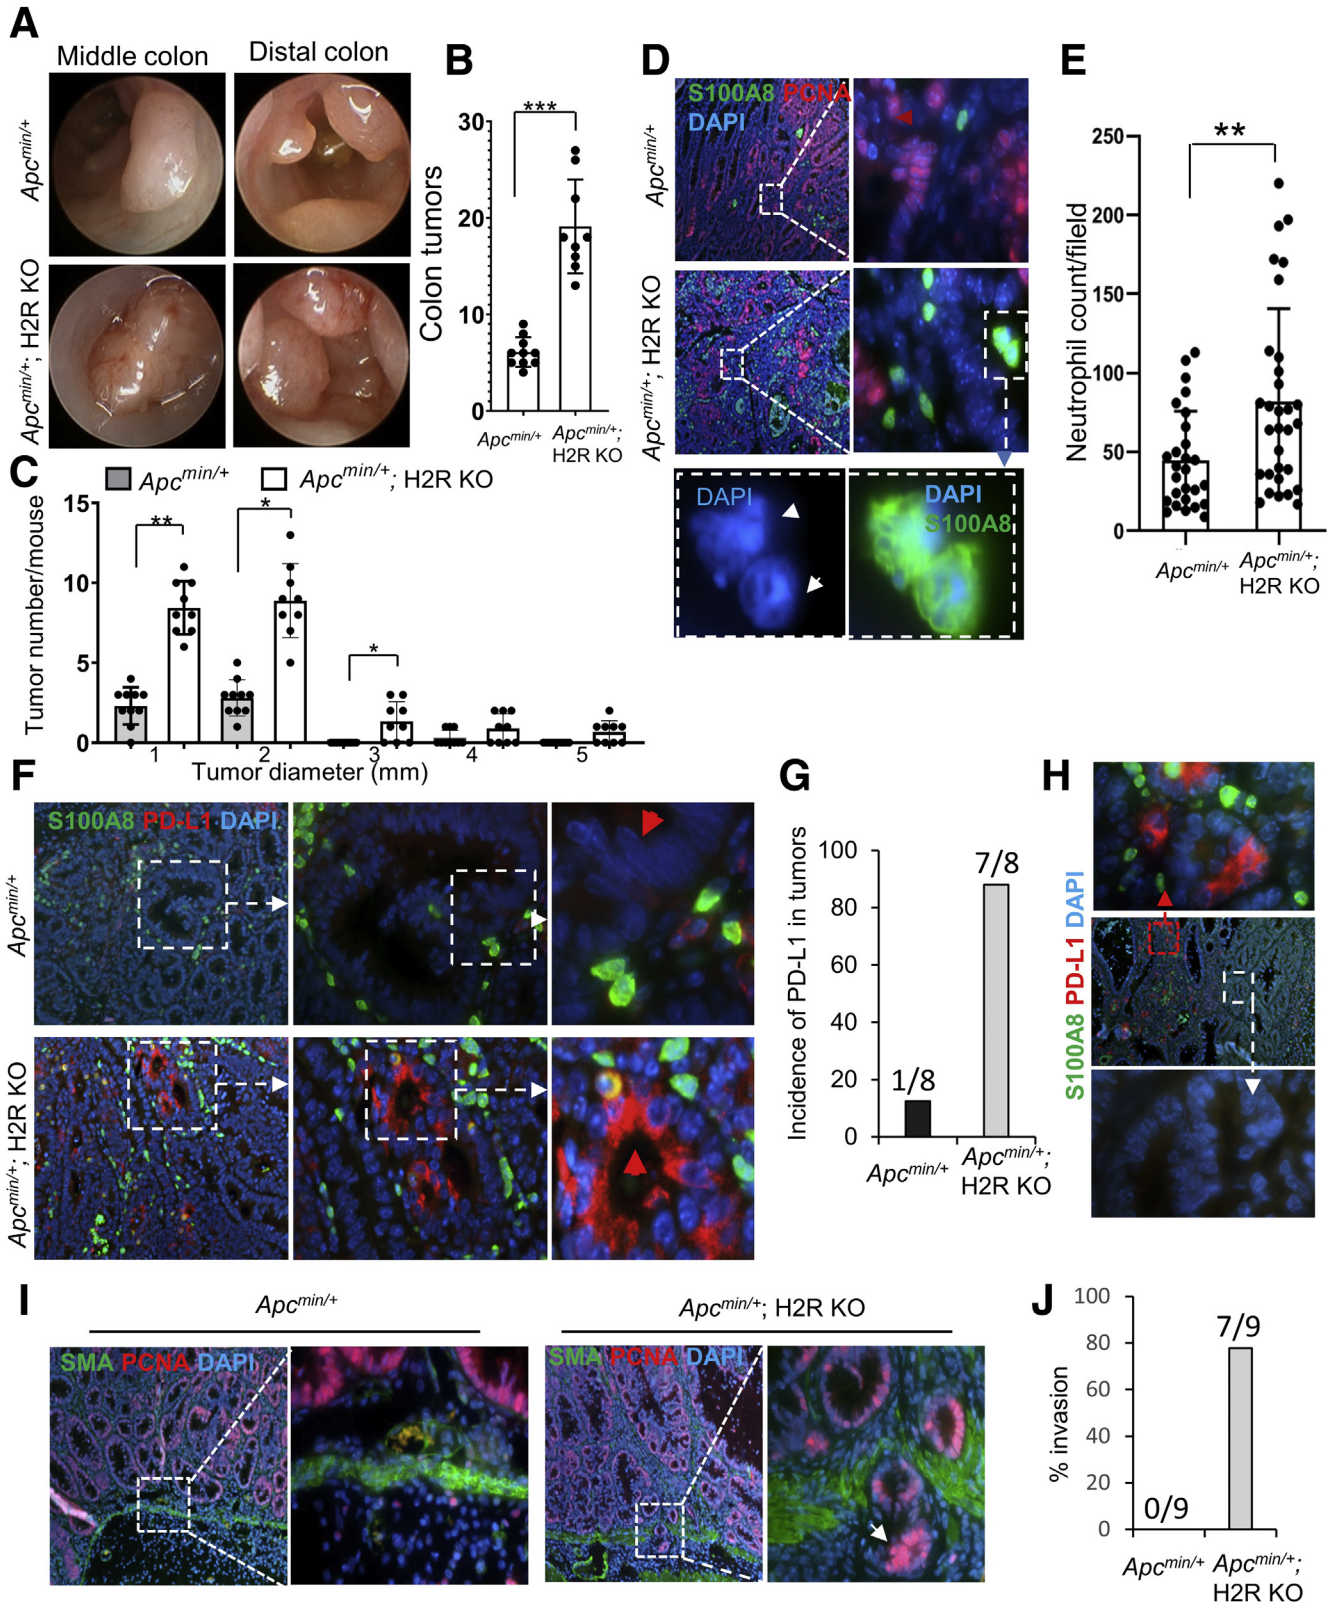 A
Middle colon
Distal colon
Apcmin/+
Apcmin/+; H2R KO
B
Colon tumors
30
20
10
0
***
Apcmin/+
Apcmin/+;
H2R KO
C
Apcmin/+
Apcmin/+; H2R KO
Tumor number/mouse
15
10
5
0
**
*
*
1
2
3
4
5
Tumor diameter (mm)
D
S100A8 PCNA
DAPI
Apcmin/+
Apcmin/+; H2R KO
DAPI
DAPI
S100A8
E
Neutrophil count/fileld
250
200
150
100
50
0
**
Apcmin/+
Apcmin/+;
H2R KO
F
S100A8 PD-L1 DAPI
Apcmin/+
Apcmin/+; H2R KO
G
Incidence of PD-L1 in tumors
100
80
60
40
20
0
1/8
7/8
Apcmin/+
Apcmin/+;
H2R KO
H
S100A8 PD-L1 DAPI
I
Apcmin/+
Apcmin/+; H2R KO
SMA PCNA DAPI
SMA PCNA DAPI
J
% invasion
100
80
60
40
20
0
0/9
7/9
Apcmin/+
Apcmin/+;
H2R KO